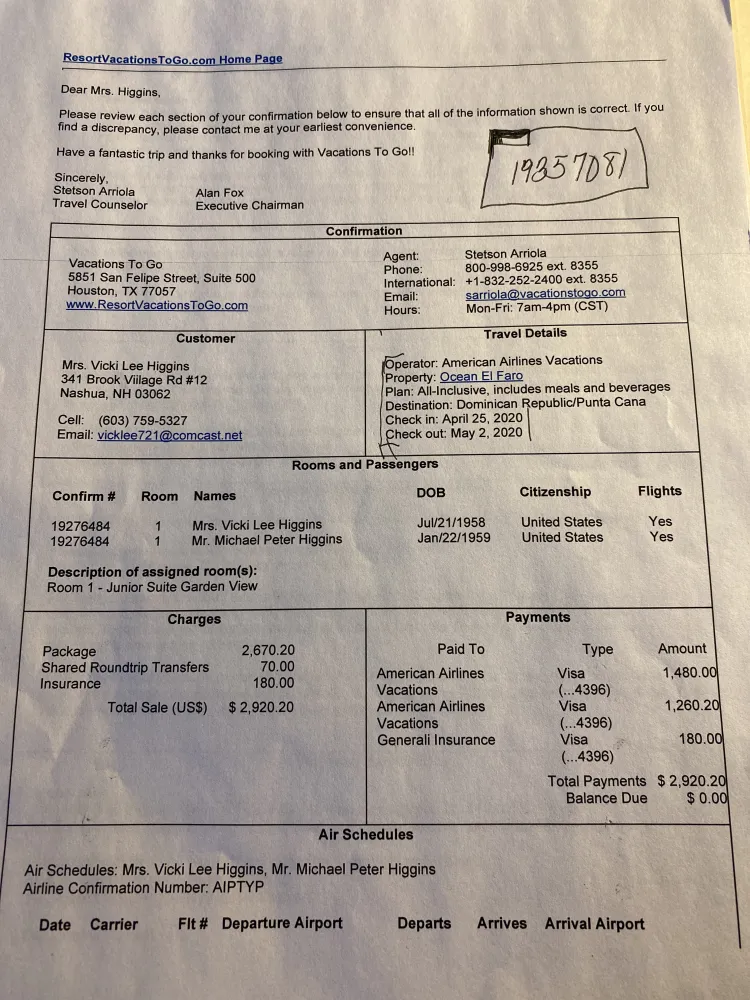 ResortVacationsToGo.com Home Page
Dear Mrs. Higgins,
Please review each section of your confirmation below to ensure that all of the information shown is correct. If you
find a discrepancy, please contact me at your earliest convenience.
Have a fantastic trip and thanks for booking with Vacations To Go!!
19357081
Sincerely,
Stetson Arriola Alan Fox
Travel Counselor Executive Chairman
Confirmation
Vacations To Go
5851 San Felipe Street, Suite 500
Houston, TX 77057
www.ResortVacationsToGo.com
Agent: Stetson Arriola
Phone: 800-998-6925 ext. 8355
International: +1-832-252-2400 ext. 8355
Email: sarriola@vacationstogo.com
Hours: Mon-Fri: 7am-4pm (CST)
Customer
Mrs. Vicki Lee Higgins
341 Brook Viilage Rd #12
Nashua, NH 03062
Cell: (603) 759-5327
Email: vicklee721@comcast.net
Travel Details
Operator: American Airlines Vacations
Property: Ocean El Faro
Plan: All-Inclusive, includes meals and beverages
Destination: Dominican Republic/Punta Cana
Check in: April 25, 2020
Check out: May 2, 2020
Rooms and Passengers
Confirm # Room Names DOB Citizenship Flights
19276484 1 Mrs. Vicki Lee Higgins Jul/21/1958 United States Yes
19276484 1 Mr. Michael Peter Higgins Jan/22/1959 United States Yes
Description of assigned room(s):
Room 1 - Junior Suite Garden View
Charges
Package 2,670.20
Shared Roundtrip Transfers 70.00
Insurance 180.00
Total Sale (US$) $ 2,920.20
Payments
Paid To Type Amount
American Airlines Visa 1,480.00
Vacations (...4396)
American Airlines Visa 1,260.20
Vacations (...4396)
Generali Insurance Visa 180.00
(...4396)
Total Payments $ 2,920.20
Balance Due $ 0.00
Air Schedules
Air Schedules: Mrs. Vicki Lee Higgins, Mr. Michael Peter Higgins
Airline Confirmation Number: AIPTYP
Date Carrier Flt # Departure Airport Departs Arrives Arrival Airport